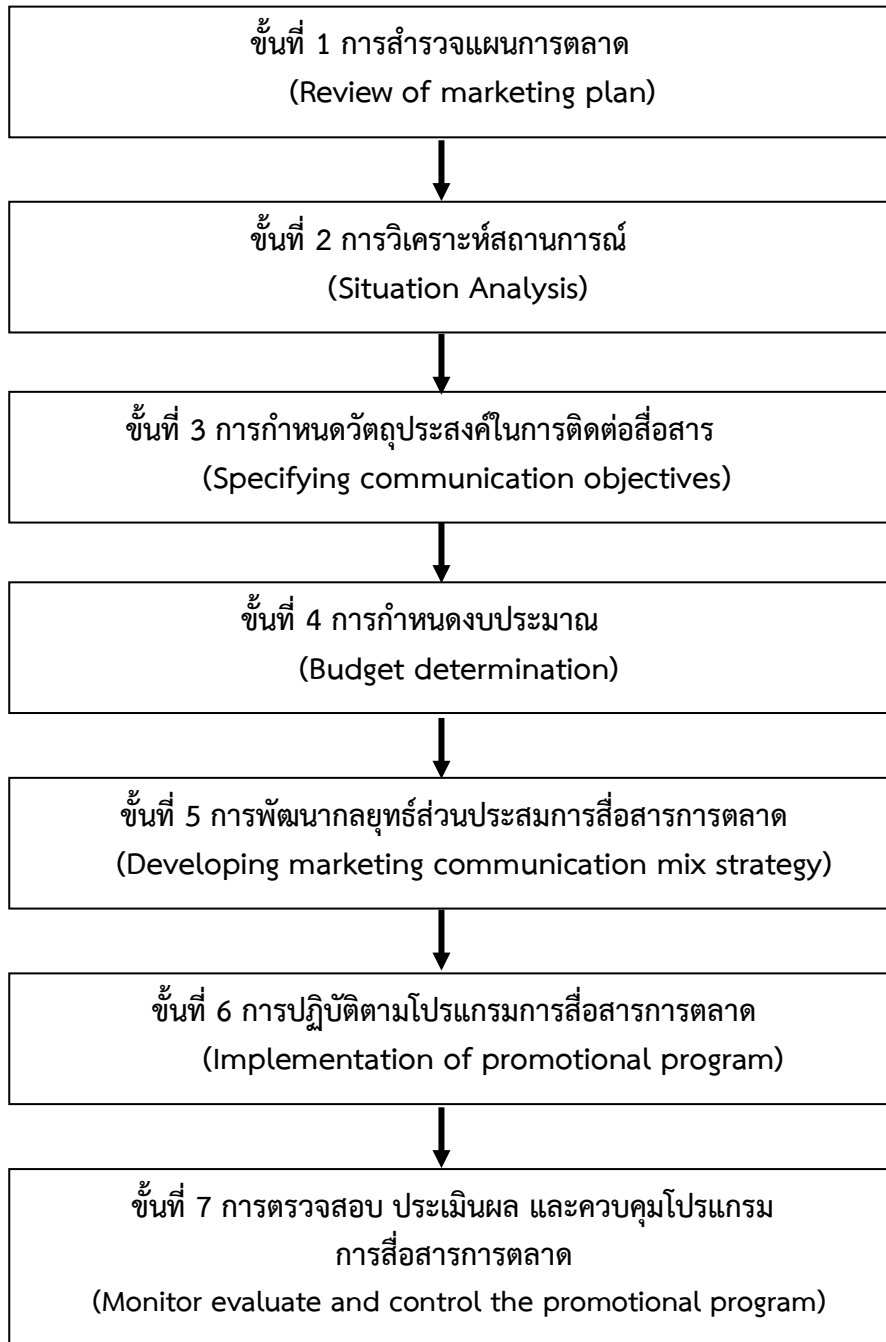 ขั้นที่ 1 การสำรวจแผนการตลาด
(Review of marketing plan)
ขั้นที่ 2 การวิเคราะห์สถานการณ์
(Situation Analysis)
ขั้นที่ 3 การกำหนดวัตถุประสงค์ในการติดต่อสื่อสาร
(Specifying communication objectives)
ขั้นที่ 4 การกำหนดงบประมาณ
(Budget determination)
ขั้นที่ 5 การพัฒนากลยุทธ์ส่วนประสมการสื่อสารการตลาด
(Developing marketing communication mix strategy)
ขั้นที่ 6 การปฏิบัติตามโปรแกรมการสื่อสารการตลาด
(Implementation of promotional program)
ขั้นที่ 7 การตรวจสอบ ประเมินผล และควบคุมโปรแกรม
การสื่อสารการตลาด
(Monitor evaluate and control the promotional program)